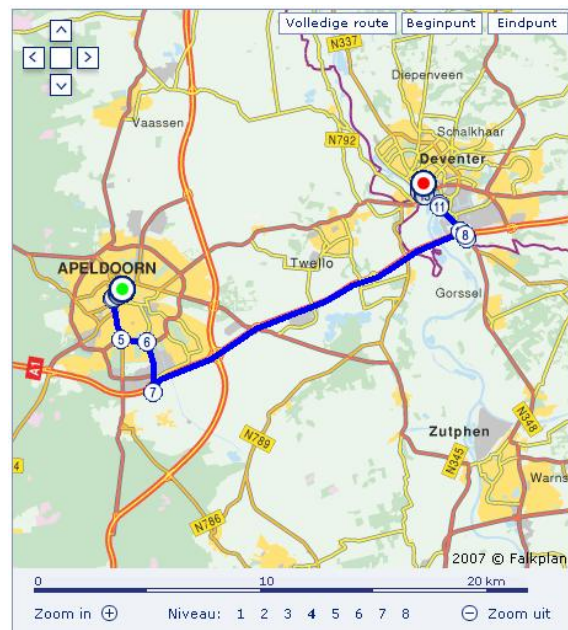 Volledige route Beginpunt Eindpunt
N337
Diepenveen
Vaassen
Schalkhaar
N792
Deventer
11
8
APELDOORN
Twello
Gorssel
5 6
A1
7
Zutphen
N348
N789
N345
Warns
4
N786
2007 © Falkplan
0 10 20 km
Zoom in Niveau: 1 2 3 4 5 6 7 8 Zoom uit